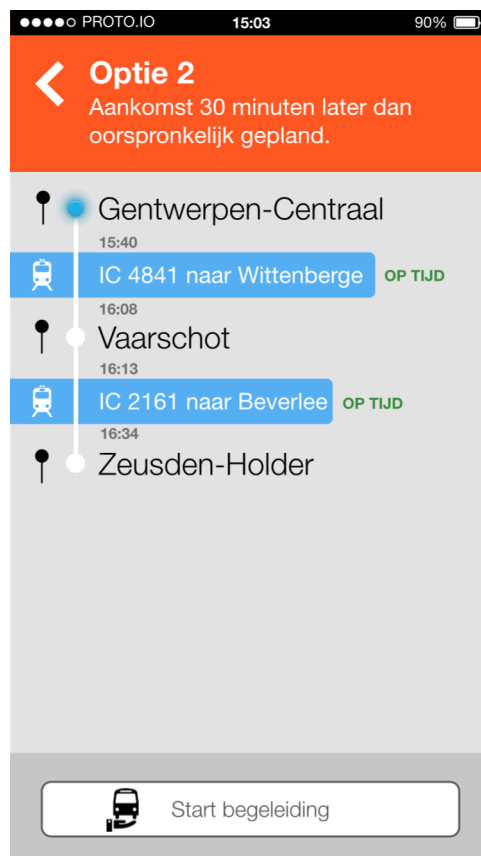 PROTO.IO 15:03 90%
Optie 2
Aankomst 30 minuten later dan
oorspronkelijk gepland.
Gentwerpen-Centraal
15:40
IC 4841 naar Wittenberge OP TIJD
16:08
Vaarschot
16:13
IC 2161 naar Beverlee OP TIJD
16:34
Zeusden-Holder
Start begeleiding